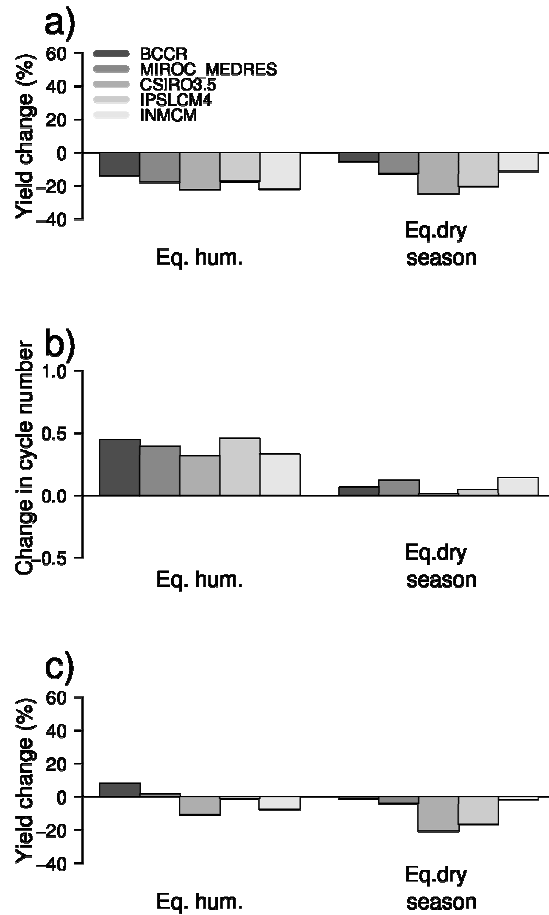 a)
Yield change (%)
60
40
20
0
−20
−40
BCCR
MIROC_MEDRES
CSIRO3.5
IPSLCM4
INMCM
Eq. hum.
Eq.dry
season
b)
Change in cycle number
1.0
0.5
0.0
−0.5
Eq. hum.
Eq.dry
season
c)
Yield change (%)
60
40
20
0
−20
−40
Eq. hum.
Eq.dry
season